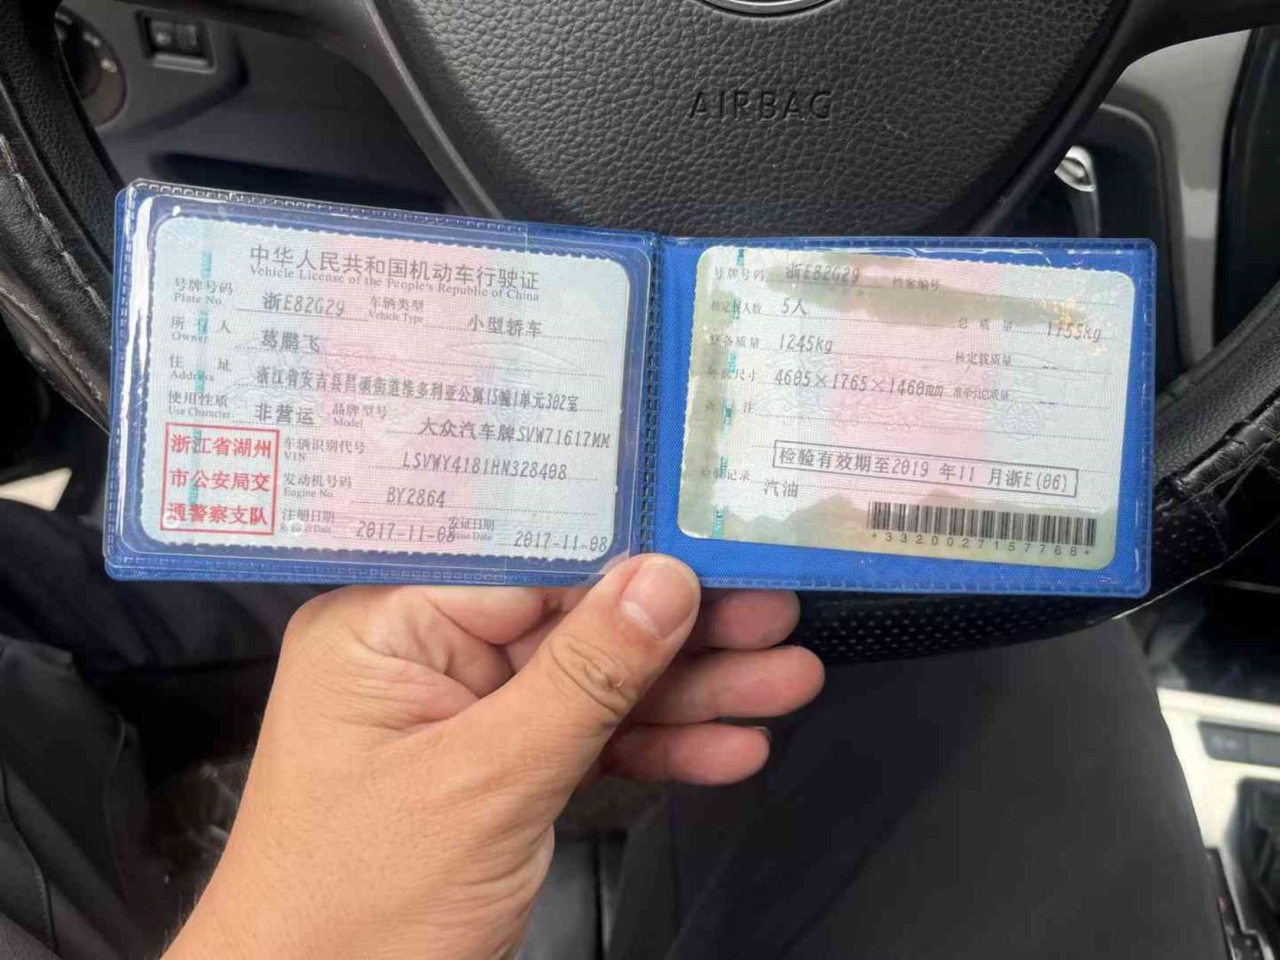 AIRBAG
中华人民共和国机动车行驶证
Vehicle License of the People's Republic of China
号牌号码 浙E82G29 车辆类型 小型轿车
Plate No. Vehicle Type
所有人 葛鹏飞
Owner
住址 浙江省安吉县昌硕街道维多利亚公寓15幢1单元302室
Address
使用性质 非营运 品牌型号 大众汽车牌SVW71617MM
Use Character Model
浙江省湖州
市公安局交
通警察支队
车辆识别代号 LSVWY4181HN328408
VIN
发动机号码 BY2864
Engine No.
注册日期 2017-11-08 发证日期 2017-11-08
Issue Date
号牌号码 浙E82G29 档案编号
核定载人数 5人 总质量
整备质量 1245kg 核定载质量
外廓尺寸 4605×1765×1460mm 准牵引总质量
备注
检验有效期至2019年11月浙E(06)
检验记录 汽油
*3320027157768*